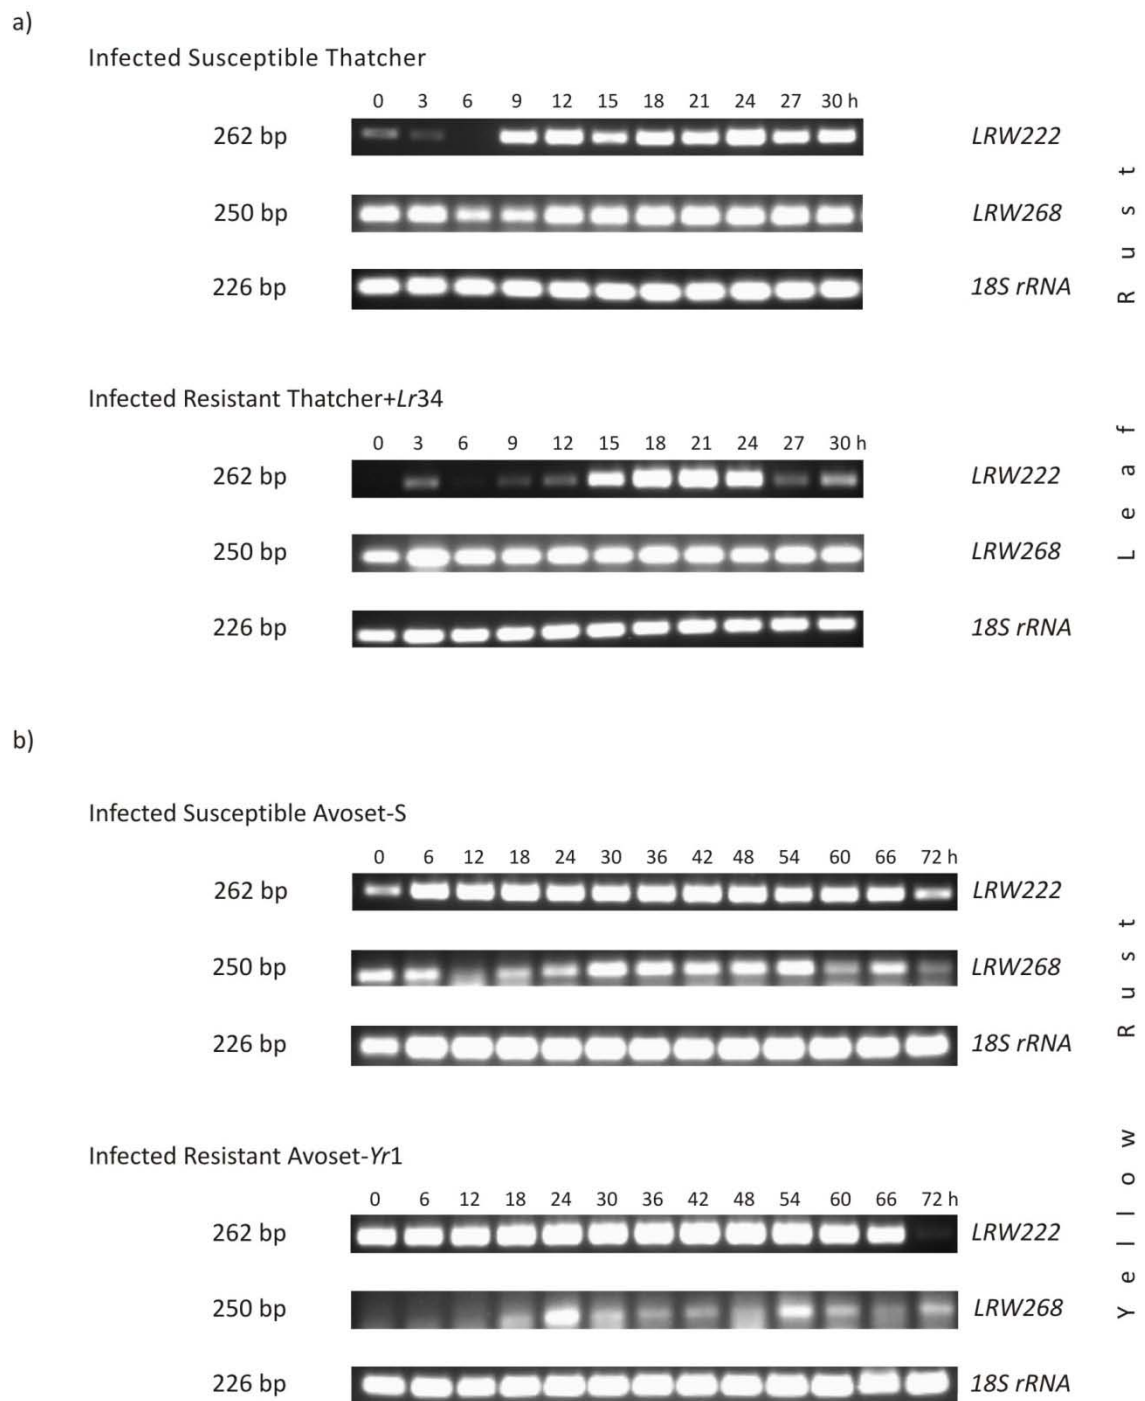 a)
Infected Susceptible Thatcher
0 3 6 9 12 15 18 21 24 27 30 h
262 bp LRW222
250 bp LRW268
226 bp 18S rRNA
Infected Resistant Thatcher+Lr34
0 3 6 9 12 15 18 21 24 27 30 h
262 bp LRW222
250 bp LRW268
226 bp 18S rRNA
Leaf Rust
b)
Infected Susceptible Avoset-S
0 6 12 18 24 30 36 42 48 54 60 66 72 h
262 bp LRW222
250 bp LRW268
226 bp 18S rRNA
Infected Resistant Avoset-Yr1
0 6 12 18 24 30 36 42 48 54 60 66 72 h
262 bp LRW222
250 bp LRW268
226 bp 18S rRNA
Yellow Rust